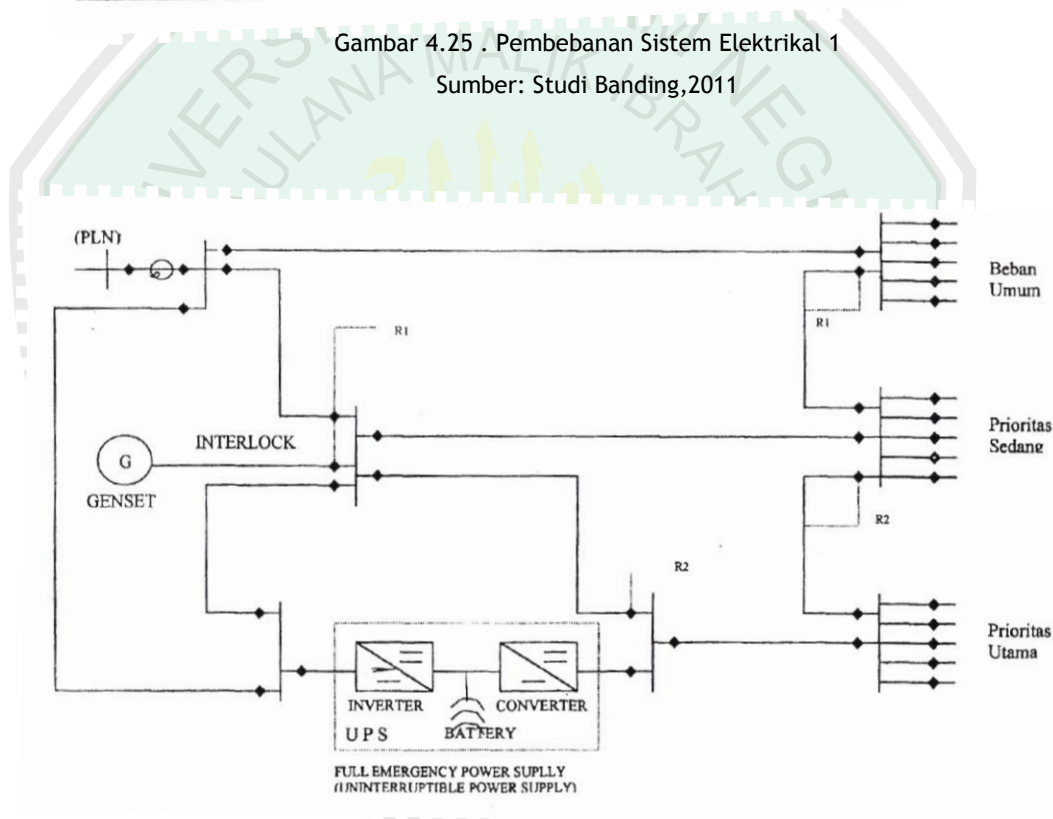 Gambar 4.25 . Pembebanan Sistem Elektrikal 1
Sumber: Studi Banding,2011
(PLN)
Beban
Umum
R1
R1
INTERLOCK
Prioritas
Sedang
G
GENSET
R2
R2
Prioritas
Utama
INVERTER
CONVERTER
UPS
BATTERY
FULL EMERGENCY POWER SUPLLY
(UNINTERRUPTIBLE POWER SUPPLY)